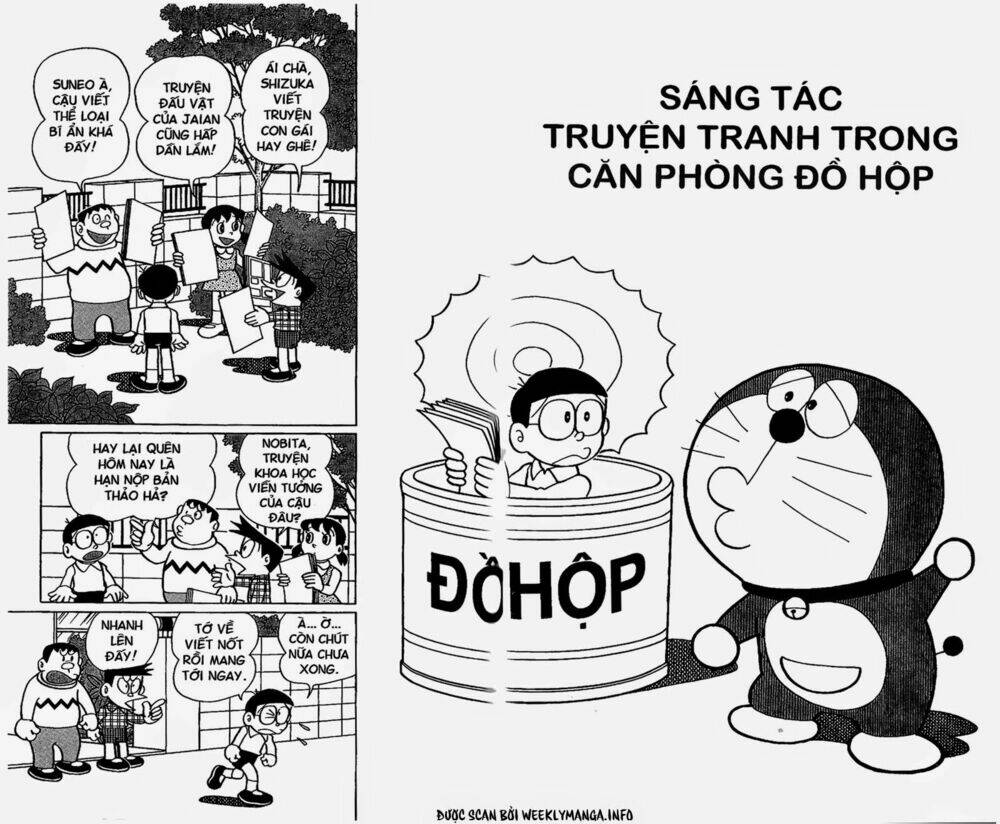 SÁNG TÁC
TRUYỆN TRANH TRONG
CĂN PHÒNG ĐỒ HỘP
ĐỒ HỘP
ÁI CHÀ,
SHIZUKA
VIẾT
TRUYỆN
CON GÁI
HAY GHÊ!
TRUYỆN
ĐẤU VẬT
CỦA JAIAN
CŨNG HẤP
DẪN LẮM!
SUNEO À,
CẬU VIẾT
THỂ LOẠI
BÍ ẨN KHÁ
ĐẤY!
NOBITA,
TRUYỆN
KHOA HỌC
VIỄN TƯỞNG
CỦA CẬU
ĐÂU?
HAY LẠI QUÊN
HÔM NAY LÀ
HẠN NỘP BẢN
THẢO HẢ?
À... Ờ...
CÒN CHÚT
NỮA CHƯA
XONG.
TỚ VỀ
VIẾT NỐT
RỒI MANG
TỚI NGAY.
NHANH
LÊN
ĐẤY!
ĐƯỢC SCAN BỞI WEEKLYMANGA.INFO